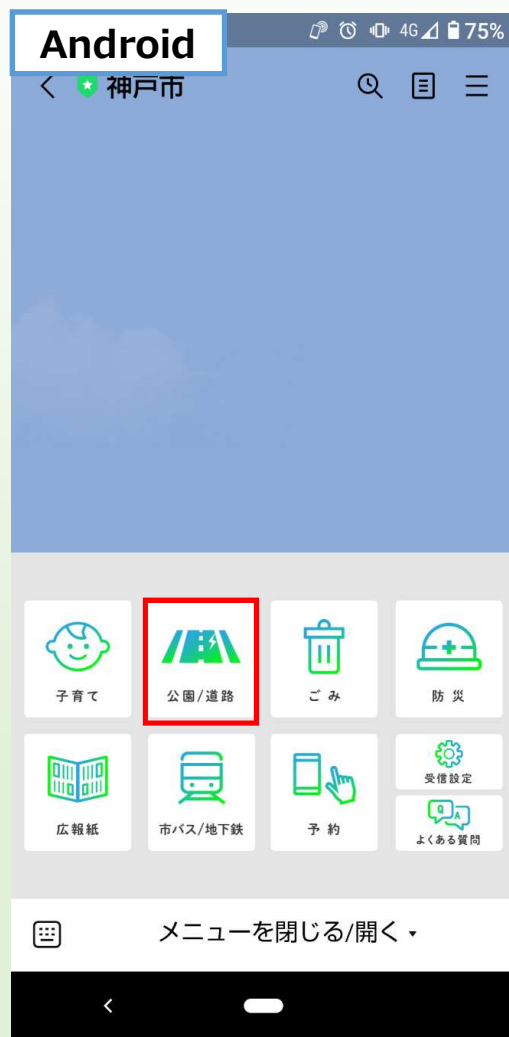 Android
4G 75%
神戸市
子育て
公園/道路
ごみ
防災
広報紙
市バス/地下鉄
予約
受信設定
Q A
よくある質問
メニューを閉じる/開く